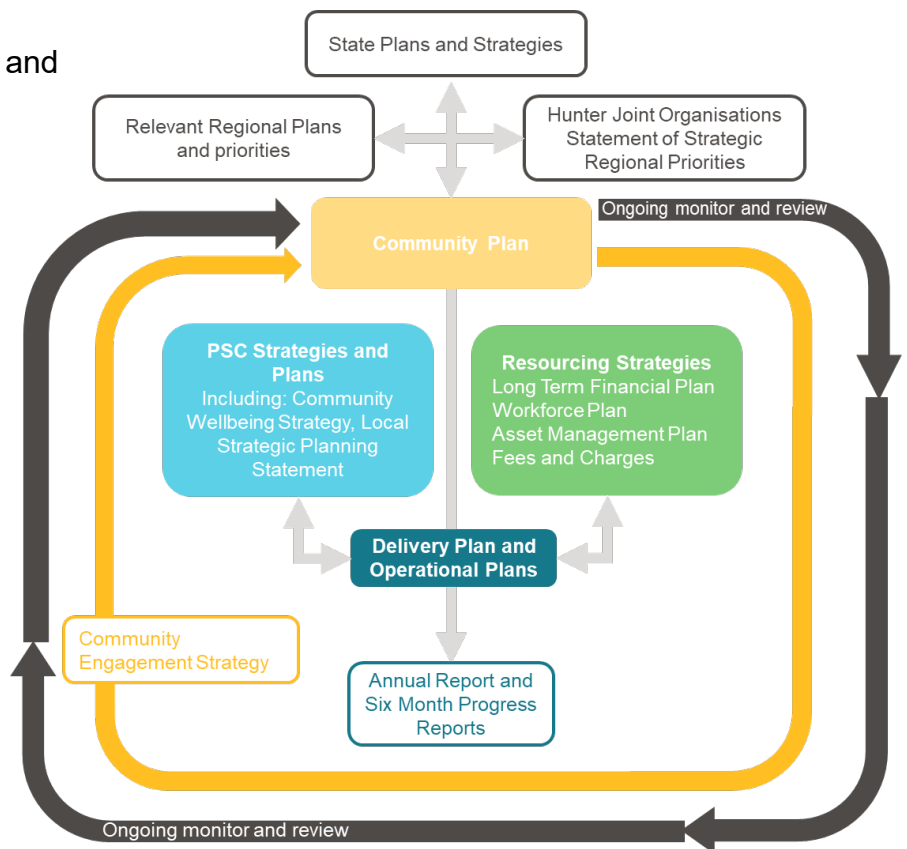 and
State Plans and Strategies
Relevant Regional Plans
and priorities
Hunter Joint Organisations
Statement of Strategic
Regional Priorities
Ongoing monitor and review
Community Plan
PSC Strategies and
Plans
Including: Community
Wellbeing Strategy, Local
Strategic Planning
Statement
Resourcing Strategies
Long Term Financial Plan
Workforce Plan
Asset Management Plan
Fees and Charges
Delivery Plan and
Operational Plans
Community
Engagement Strategy
Annual Report and
Six Month Progress
Reports
Ongoing monitor and review